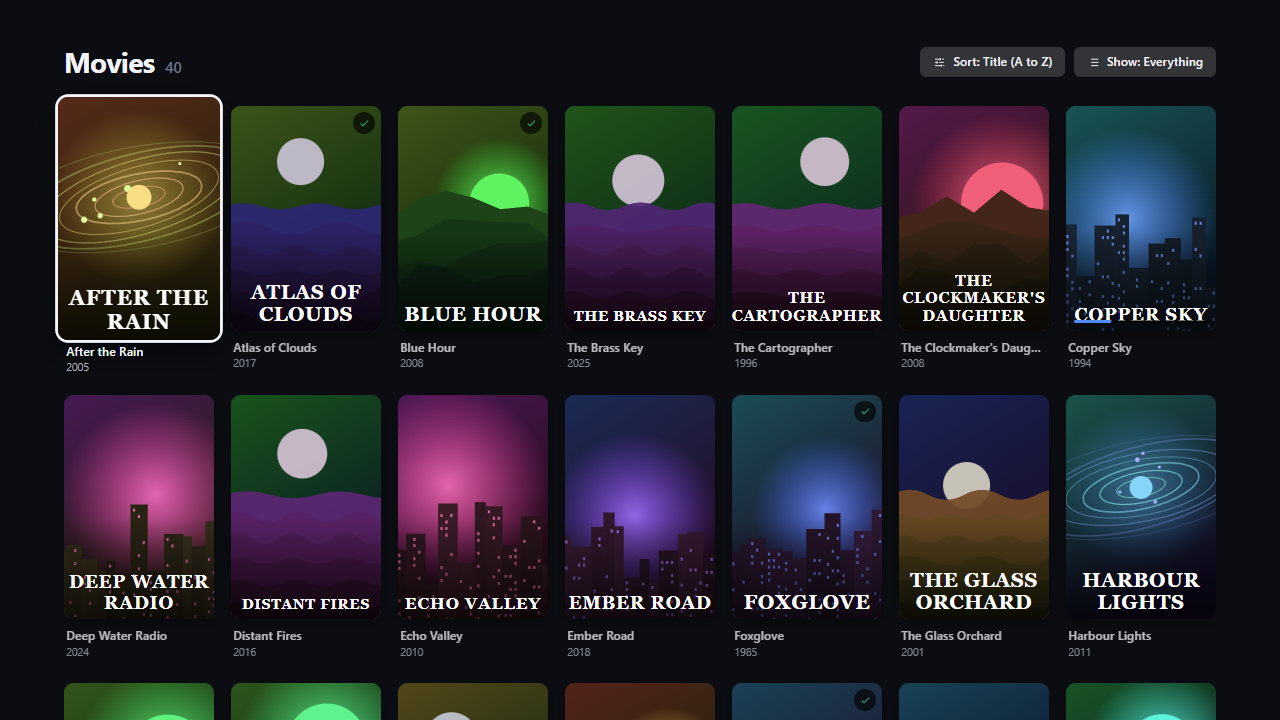 Movies 40
Sort: Title (A to Z)
Show: Everything
AFTER THE
RAIN
ATLAS OF
CLOUDS
BLUE HOUR
THE BRASS KEY
THE
CARTOGRAPHER
THE
CLOCKMAKER'S
DAUGHTER
COPPER SKY
After the Rain
2005
Atlas of Clouds
2017
Blue Hour
2008
The Brass Key
2025
The Cartographer
1996
The Clockmaker's Daug...
2008
Copper Sky
1994
DEEP WATER
RADIO
DISTANT FIRES
ECHO VALLEY
EMBER ROAD
FOXGLOVE
THE GLASS
ORCHARD
HARBOUR
LIGHTS
Deep Water Radio
2024
Distant Fires
2016
Echo Valley
2010
Ember Road
2018
Foxglove
1985
The Glass Orchard
2001
Harbour Lights
2011